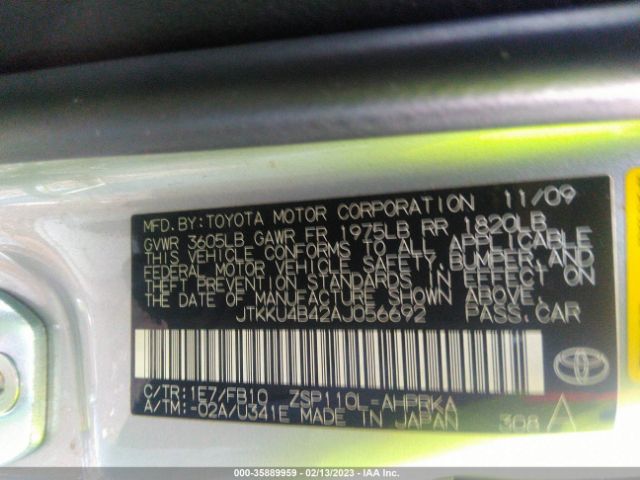 MFD.BY:TOYOTA MOTOR CORPORATION 11/09
GVWR 3605LB GAWR FR 1975LB RR 1820LB
THIS VEHICLE CONFORMS TO ALL APPLICABLE
FEDERAL MOTOR VEHICLE SAFETY, BUMPER, AND
THEFT PREVENTION STANDARDS IN EFFECT ON
THE DATE OF MANUFACTURE SHOWN ABOVE.
JTKKU4B42AJ056692 PASS.CAR
C/TR:1E7/FB10 ZSP110L-AHPRKA
A/TM:-02A/U341E MADE IN JAPAN 308 A
000-35889959 - 02/13/2023 - IAA Inc.